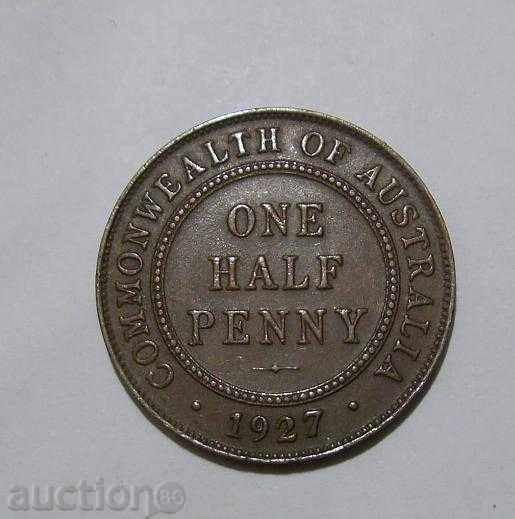 COMMONWEALTH OF AUSTRALIA
ONE
HALF
PENNY
· 1927 ·
auction